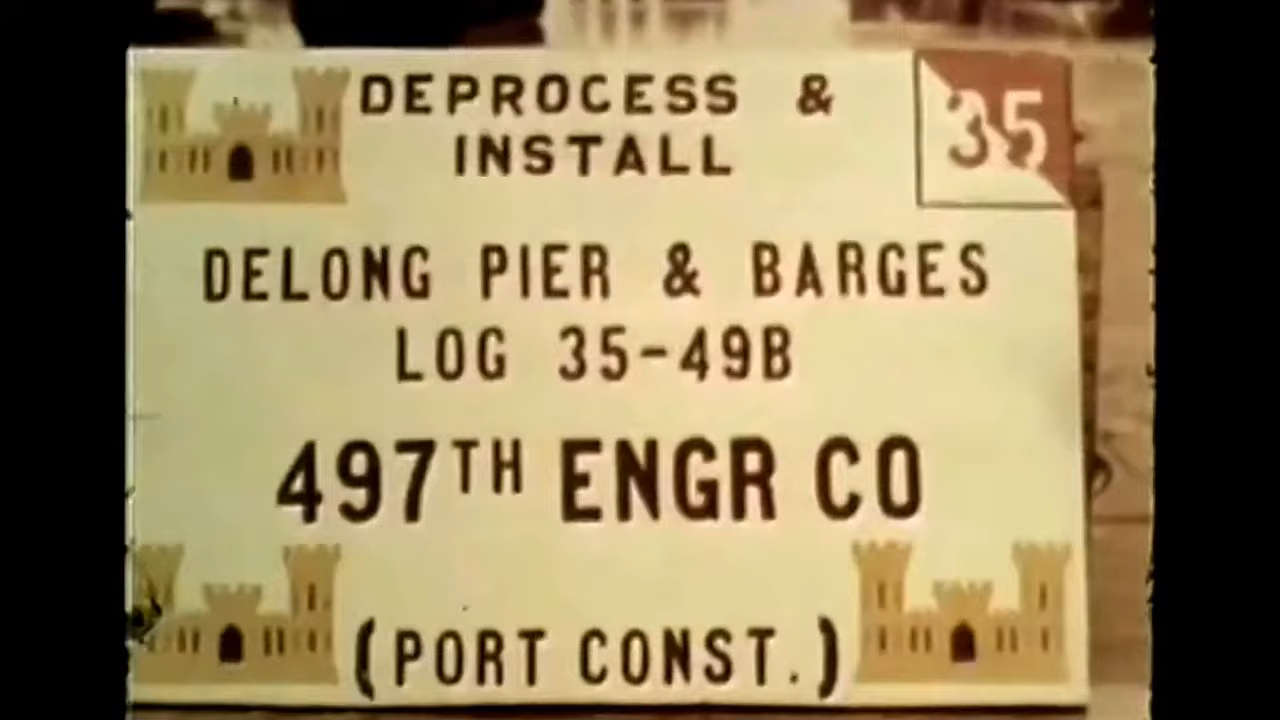 DEPROCESS &
INSTALL
35
DELONG PIER & BARGES
LOG 35-49B
497TH ENGR CO
(PORT CONST.)